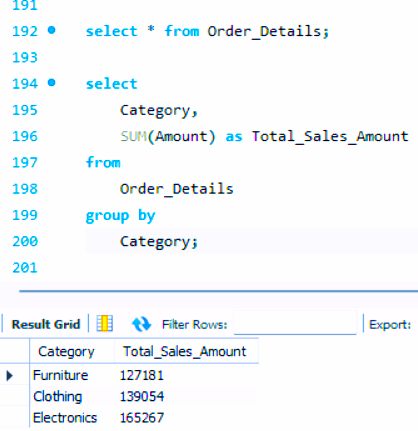 191
192 select * from Order_Details;
193
194 select
195 Category,
196 SUM(Amount) as Total_Sales_Amount
197 from
198 Order_Details
199 group by
200 Category;
201
Result Grid Filter Rows: Export:
Category Total_Sales_Amount
Furniture 127181
Clothing 139054
Electronics 165267